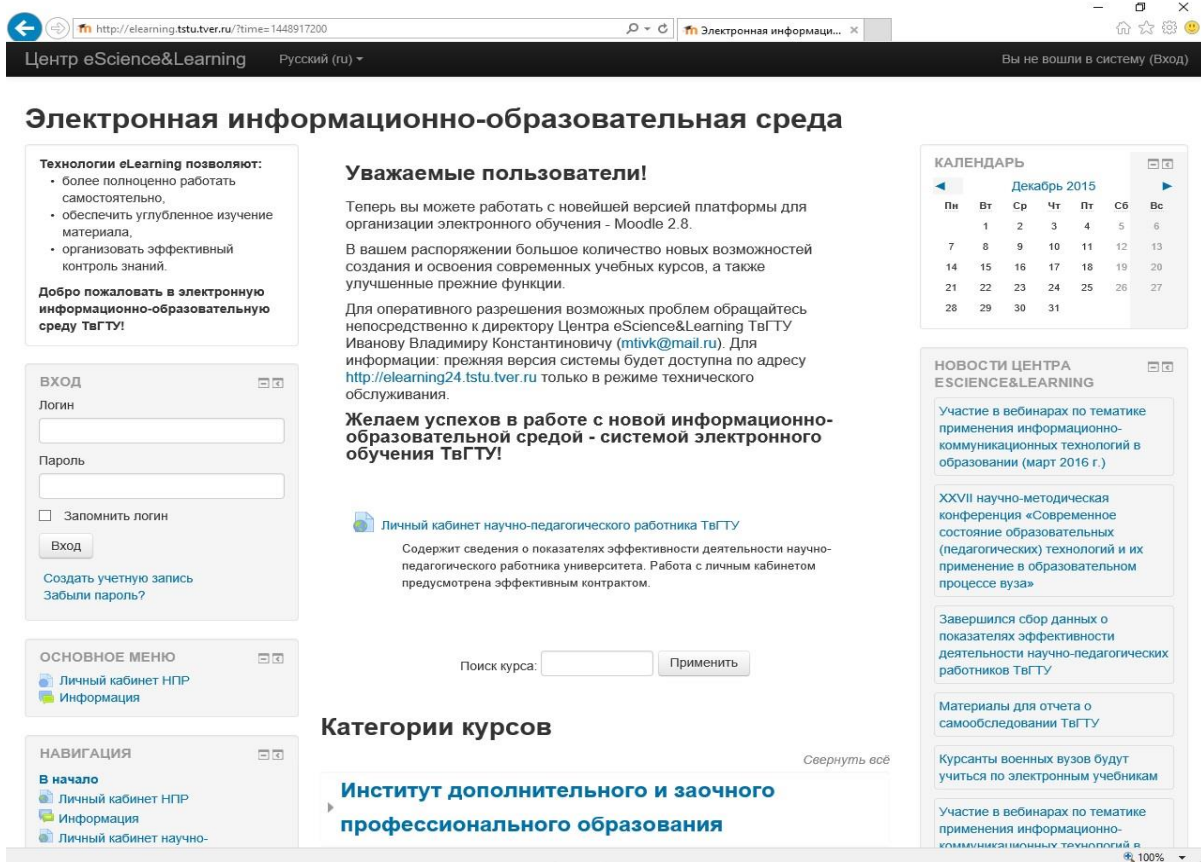 http://elearning.tstu.tver.ru/?time=1448917200
Электронная информаци...
Центр eScience&Learning
Русский (ru)
Вы не вошли в систему (Вход)
Электронная информационно-образовательная среда
Технологии eLearning позволяют:
• более полноценно работать
самостоятельно,
• обеспечить углубленное изучение
материала,
• организовать эффективный
контроль знаний.
Добро пожаловать в электронную
информационно-образовательную
среду ТвГТУ!
ВХОД
Логин
Пароль
Запомнить логин
Вход
Создать учетную запись
Забыли пароль?
ОСНОВНОЕ МЕНЮ
Личный кабинет НПР
Информация
НАВИГАЦИЯ
В начало
Личный кабинет НПР
Информация
Личный кабинет научно-
Уважаемые пользователи!
Теперь вы можете работать с новейшей версией платформы для
организации электронного обучения - Moodle 2.8.
В вашем распоряжении большое количество новых возможностей
создания и освоения современных учебных курсов, а также
улучшенные прежние функции.
Для оперативного разрешения возможных проблем обращайтесь
непосредственно к директору Центра eScience&Learning ТвГТУ
Иванову Владимиру Константиновичу (mtivk@mail.ru). Для
информации: прежняя версия системы будет доступна по адресу
http://elearning24.tstu.tver.ru только в режиме технического
обслуживания.
Желаем успехов в работе с новой информационно-
образовательной средой - системой электронного
обучения ТвГТУ!
Личный кабинет научно-педагогического работника ТвГТУ
Содержит сведения о показателях эффективности деятельности научно-
педагогического работника университета. Работа с личным кабинетом
предусмотрена эффективным контрактом.
Поиск курса:
Применить
Категории курсов
Свернуть всё
Институт дополнительного и заочного
профессионального образования
КАЛЕНДАРЬ
Декабрь 2015
Пн Вт Ср Чт Пт Сб Вс
1 2 3 4 5 6
7 8 9 10 11 12 13
14 15 16 17 18 19 20
21 22 23 24 25 26 27
28 29 30 31
НОВОСТИ ЦЕНТРА
ESCIENCE&LEARNING
Участие в вебинарах по тематике
применения информационно-
коммуникационных технологий в
образовании (март 2016 г.)
XXVII научно-методическая
конференция «Современное
состояние образовательных
(педагогических) технологий и их
применение в образовательном
процессе вуза»
Завершился сбор данных о
показателях эффективности
деятельности научно-педагогических
работников ТвГТУ
Материалы для отчета о
самообследовании ТвГТУ
Курсанты военных вузов будут
учиться по электронным учебникам
Участие в вебинарах по тематике
применения информационно-
коммуникационных технологий в
100%